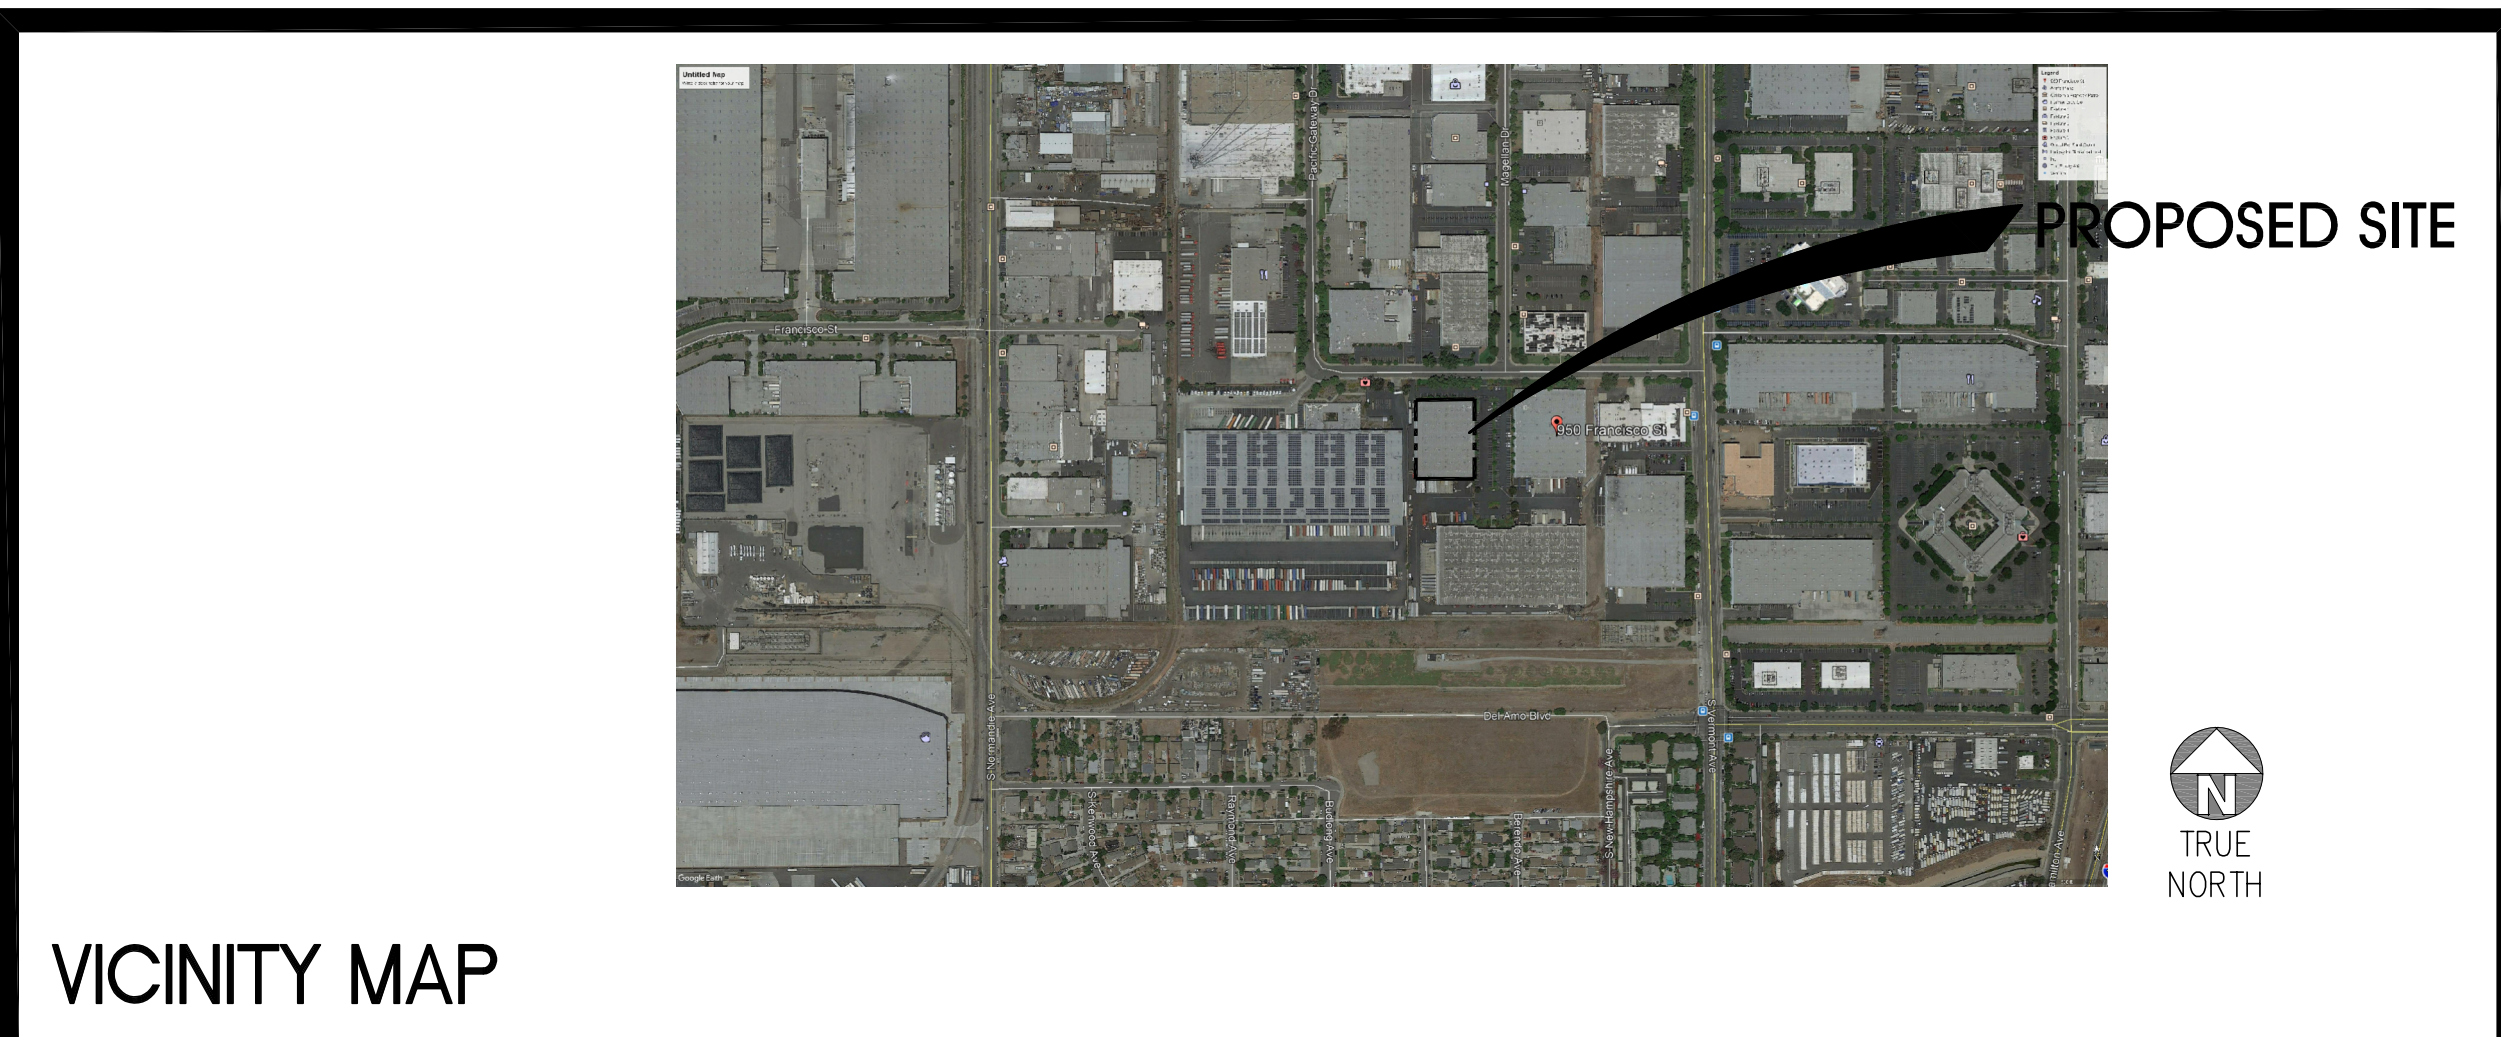 Untitled Map
Legend
Pacific Gateway Dr
Magellan Dr
PROPOSED SITE
Francisco St
950 Francisco St
S Normandie Ave
Del Amo Blvd
S Vermont Ave
S New Hampshire Ave
S Kenwood Ave
Raymond Ave
Budlong Ave
Berendo Ave
Google Earth
N
TRUE
NORTH
VICINITY MAP